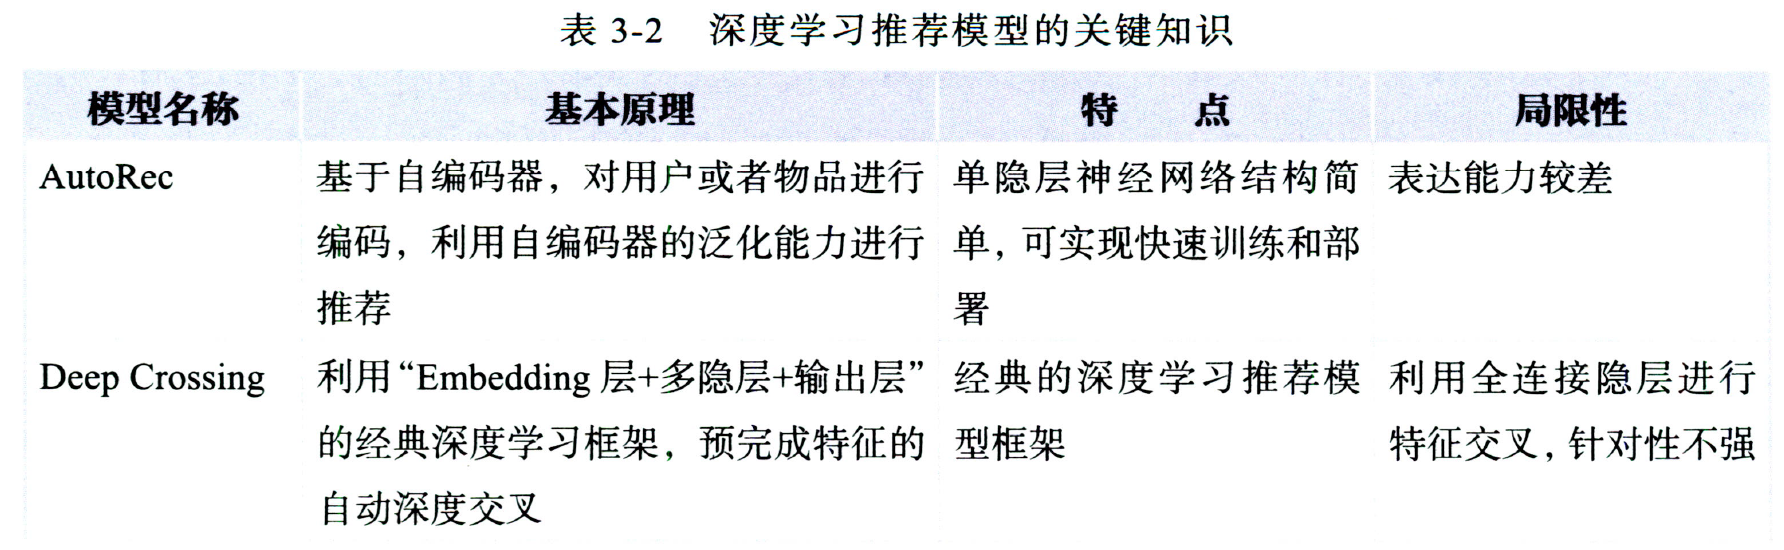 表 3-2 深度学习推荐模型的关键知识
模型名称 基本原理 特 点 局限性
AutoRec 基于自编码器，对用户或者物品进行 单隐层神经网络结构简 表达能力较差
编码，利用自编码器的泛化能力进行 单，可实现快速训练和部
推荐 署
Deep Crossing 利用“Embedding 层+多隐层+输出层” 经典的深度学习推荐模 利用全连接隐层进行
的经典深度学习框架，预完成特征的 型框架 特征交叉，针对性不强
自动深度交叉